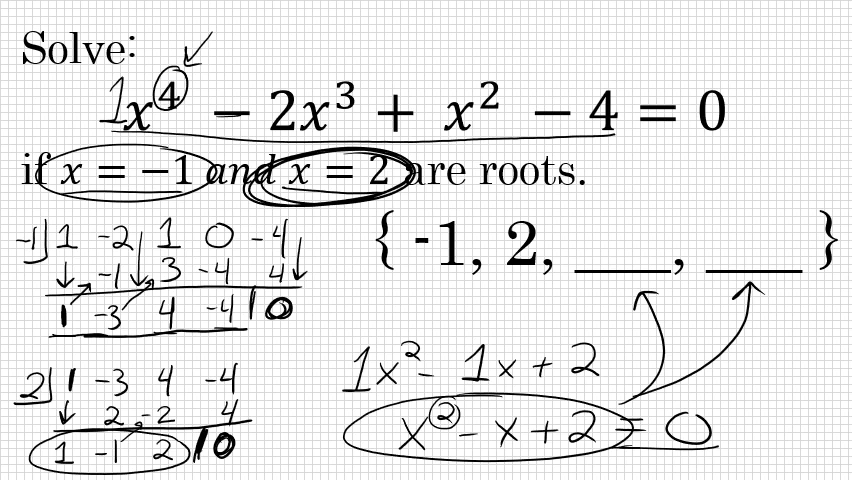 Solve:
1x⁴ − 2x³ + x² − 4 = 0
if x = −1 and x = 2 are roots.
{ -1, 2, ___, ___ }
-1| 1 -2 1 0 -4
-1 3 -4 4
1 -3 4 -4 | 0
2| 1 -3 4 -4
2 -2 4
1 -1 2 | 0
1x² - 1x + 2
x² - x + 2 = 0